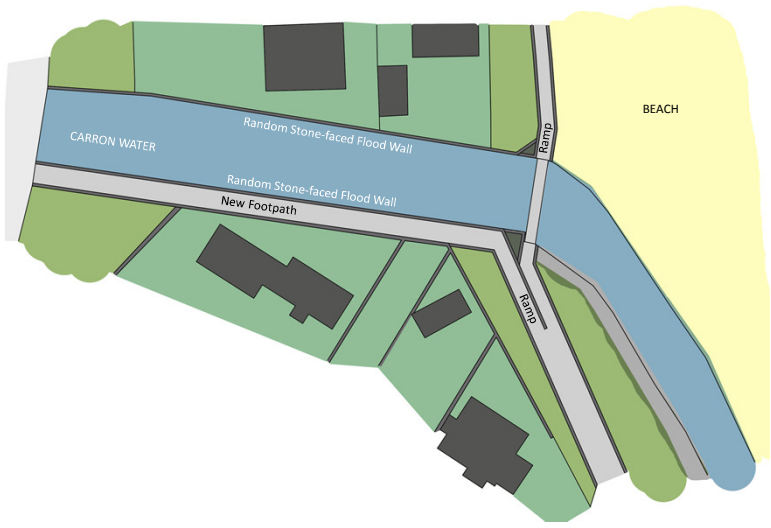 BEACH
Random Stone-faced Flood Wall
Ramp
CARRON WATER
Random Stone-faced Flood Wall
New Footpath
Ramp